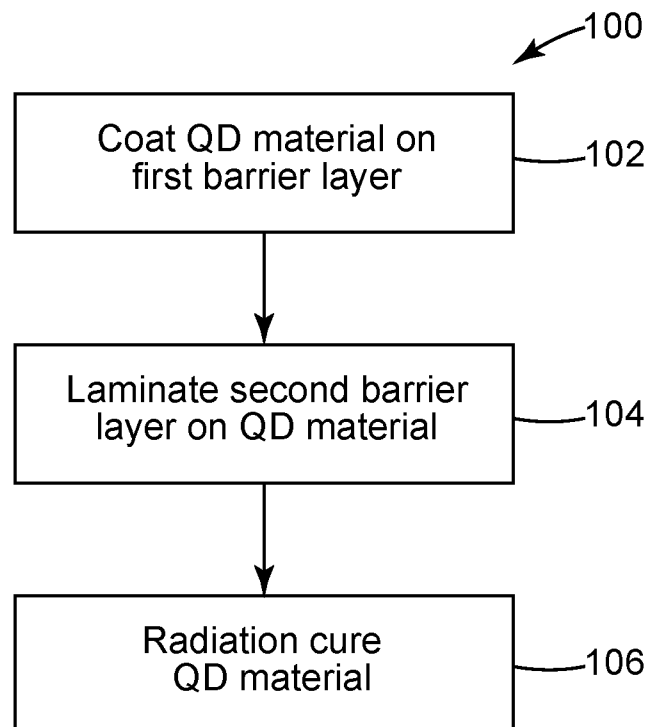 100
Coat QD material on
first barrier layer
102
Laminate second barrier
layer on QD material
104
Radiation cure
QD material
106